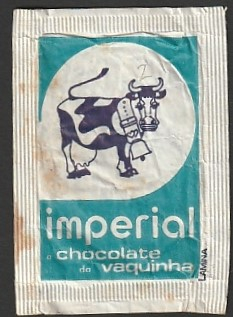 imperial
o chocolate
da vaquinha
LAMINA